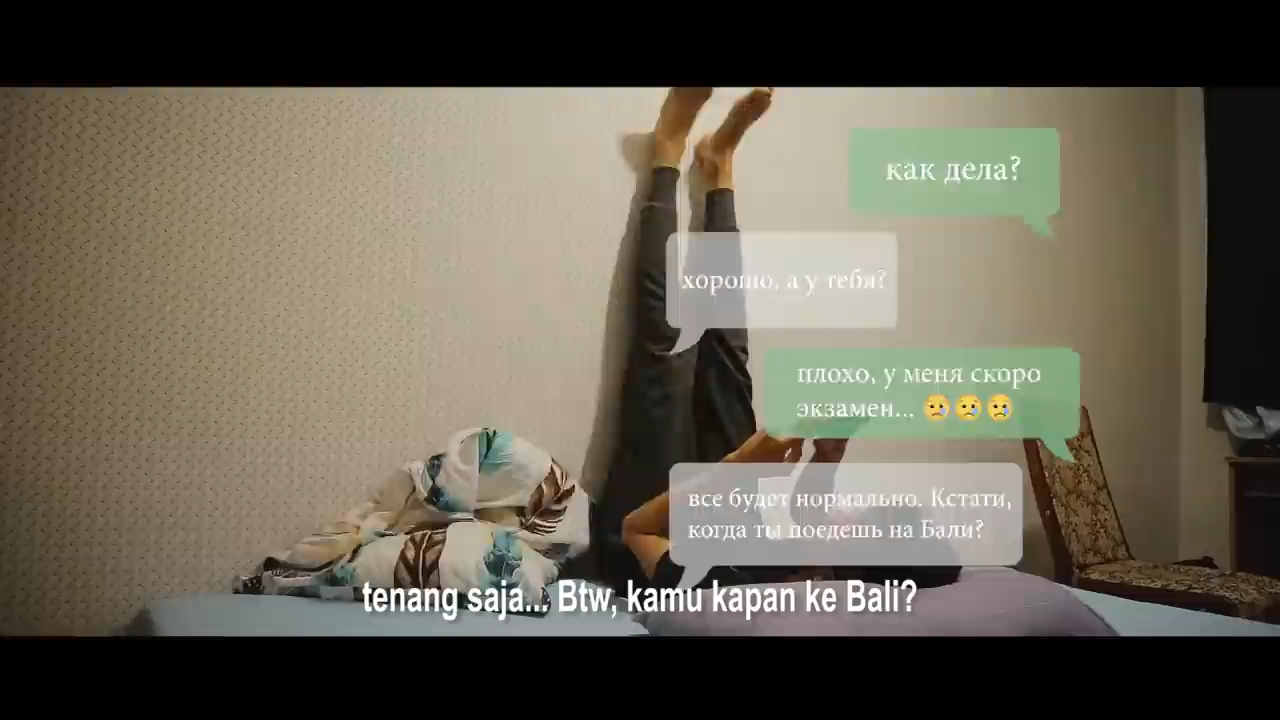 как дела?
хорошо, а у тебя?
плохо, у меня скоро
экзамен... 😢😢😢
все будет нормально. Кстати,
когда ты поедешь на Бали?
tenang saja... Btw, kamu kapan ke Bali?